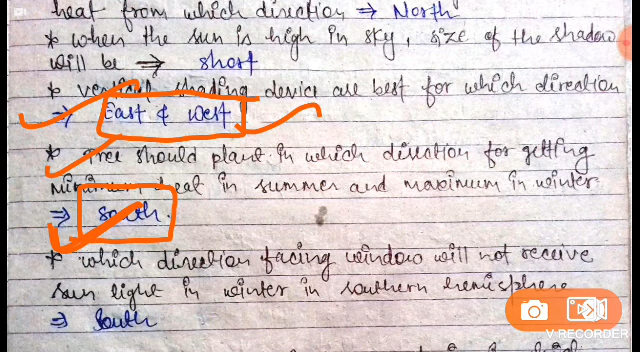 heat from which direction ⇒ North
* when the sun is high in sky, size of the shadow
will be ⇒ short
* vertical shading device are best for which direction
⇒ East & West
* Tree should plant in which direction for getting
minimum heat in summer and maximum in winter
⇒ South.
* which direction facing window will not receive
sun light in winter in southern hemisphere
⇒ South
V RECORDER